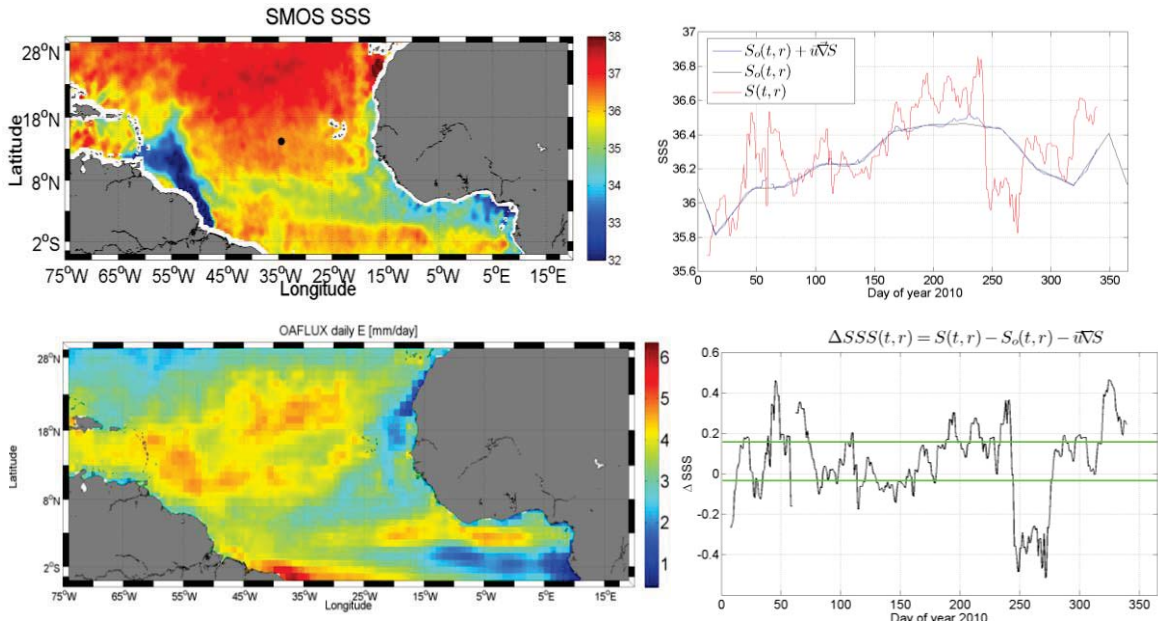 SMOS SSS
28°N
18°N
8°N
2°S
Latitude
75°W 65°W 55°W 45°W 35°W 25°W 15°W 5°W 5°E 15°E
Longitude
38
37
36
35
34
33
32
37
36.8
36.6
36.4
36.2
36
35.8
35.6
SSS
S_o(t,r) + u⃗∇S
S_o(t,r)
S(t,r)
0 50 100 150 200 250 300 350
Day of year 2010
OAFLUX daily E [mm/day]
28°N
18°N
8°N
2°S
Latitude
75°W 65°W 55°W 45°W 35°W 25°W 15°W 5°W 5°E 15°E
Longitude
6
5
4
3
2
1
ΔSSS(t,r) = S(t,r) − S_o(t,r) − u⃗∇S
0.6
0.4
0.2
0
-0.2
-0.4
Δ SSS
0 50 100 150 200 250 300 350
Day of year 2010